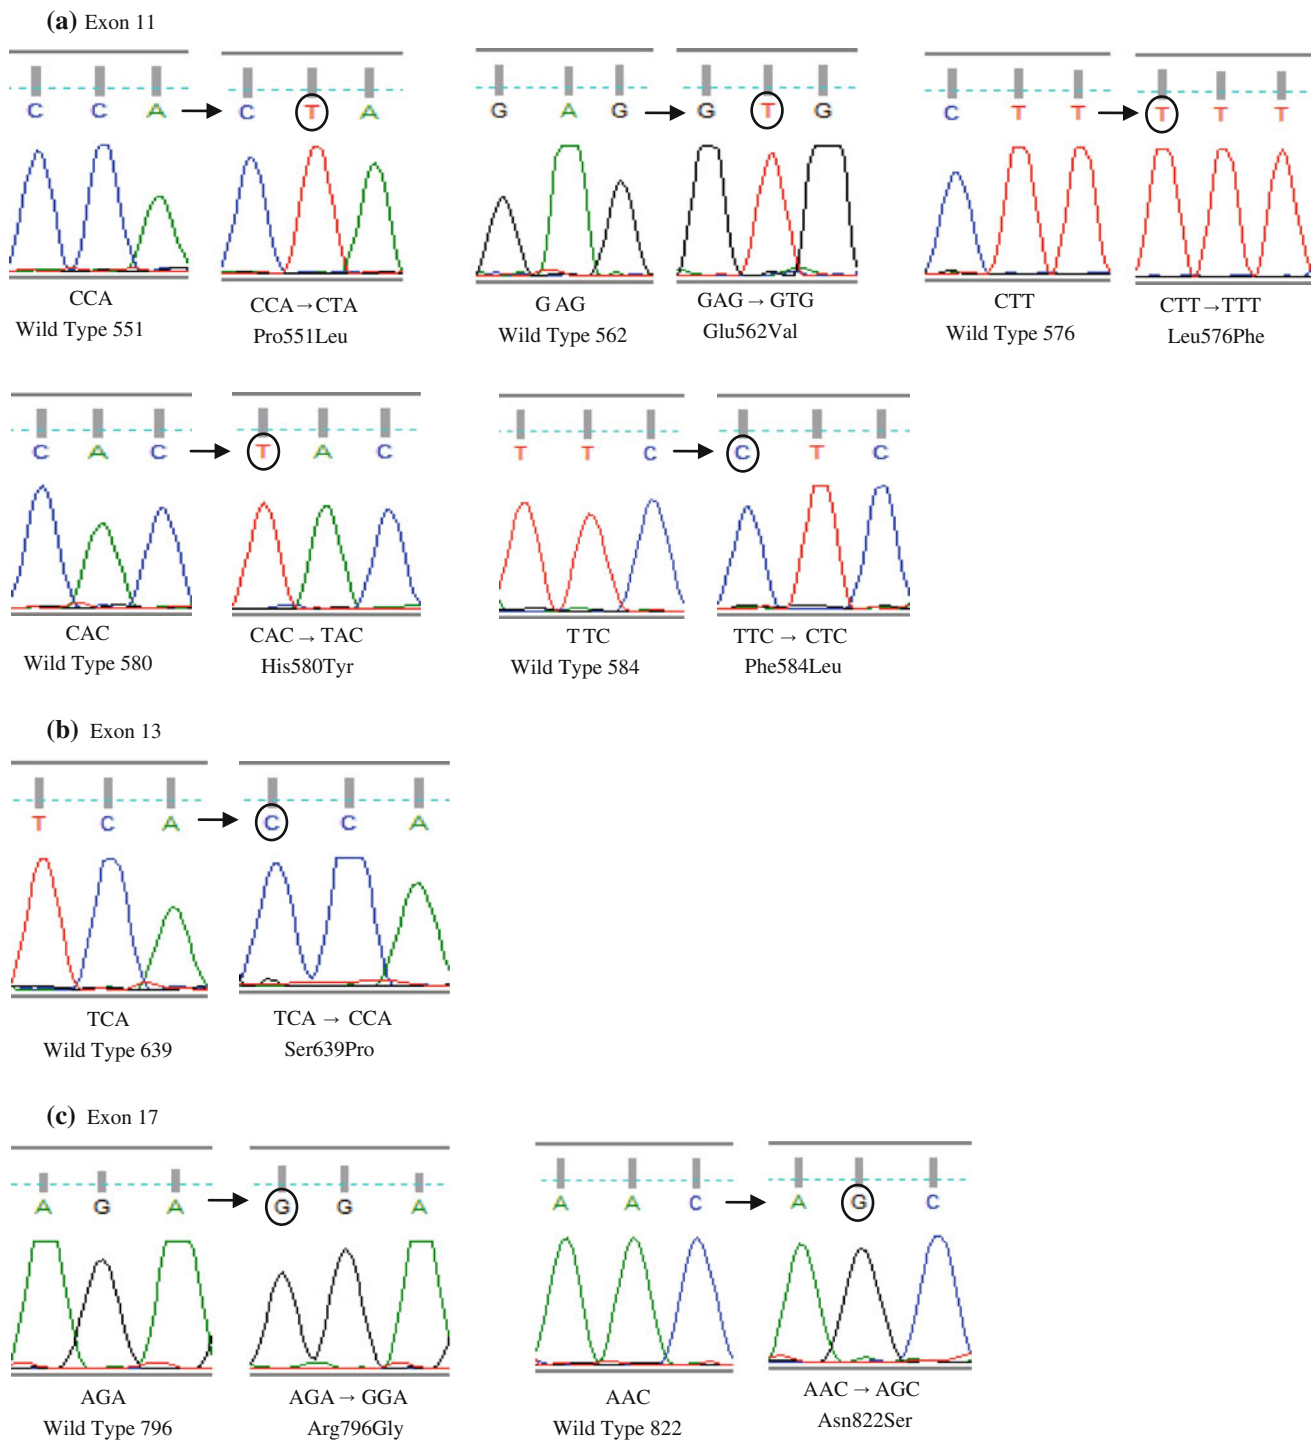 (a) Exon 11
C C A C T A G A G G T G C T T T T T
CCA CCA→CTA GAG GAG→GTG CTT CTT→TTT
Wild Type 551 Pro551Leu Wild Type 562 Glu562Val Wild Type 576 Leu576Phe
C A C T A C T T C C T C
CAC CAC→TAC TTC TTC→CTC
Wild Type 580 His580Tyr Wild Type 584 Phe584Leu
(b) Exon 13
T C A C C A
TCA TCA→CCA
Wild Type 639 Ser639Pro
(c) Exon 17
A G A G G A A A C A G C
AGA AGA→GGA AAC AAC→AGC
Wild Type 796 Arg796Gly Wild Type 822 Asn822Ser